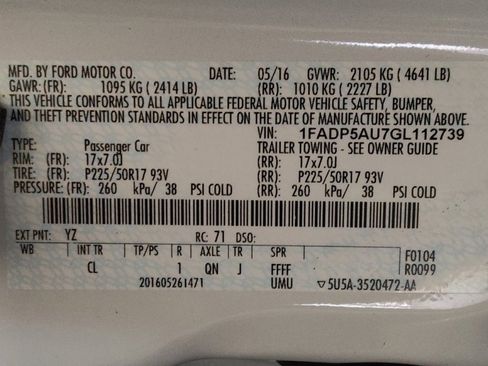 MFD. BY FORD MOTOR CO. DATE: 05/16 GVWR: 2105 KG ( 4641 LB)
GAWR: (FR): 1095 KG ( 2414 LB) (RR): 1010 KG ( 2227 LB)
THIS VEHICLE CONFORMS TO ALL APPLICABLE FEDERAL MOTOR VEHICLE SAFETY, BUMPER,
AND THEFT PREVENTION STANDARDS IN EFFECT ON THE DATE OF MANUFACTURE SHOWN ABOVE.
VIN: 1FADP5AU7GL112739
TYPE: Passenger Car TRAILER TOWING - SEE OWNER GUIDE
RIM: (FR): 17x7.0J (RR): 17x7.0J
TIRE: (FR): P225/50R17 93V (RR): P225/50R17 93V
PRESSURE: (FR): 260 kPa/ 38 PSI COLD (RR): 260 kPa/ 38 PSI COLD
EXT PNT: YZ RC: 71 DSO:
WB INT TR TP/PS R AXLE TR SPR F0104
CL 1 QN J FFFF R0099
201605261471 UMU ▽5U5A-3520472-AA